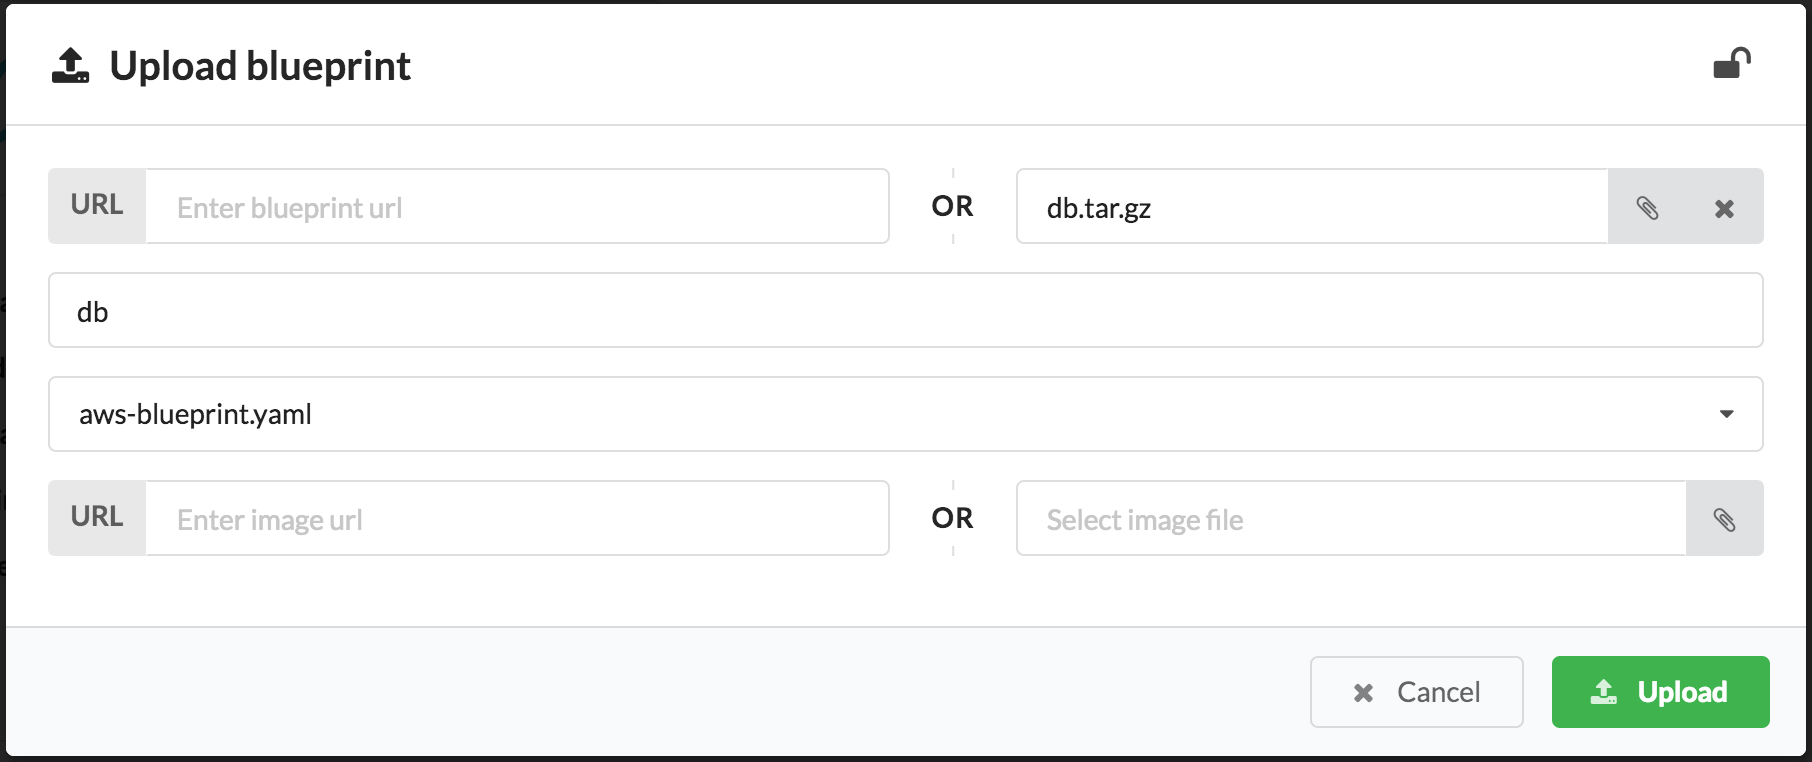 Upload blueprint
URL Enter blueprint url OR db.tar.gz
db
aws-blueprint.yaml
URL Enter image url OR Select image file
Cancel Upload